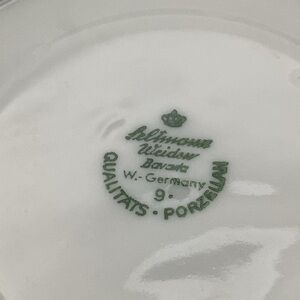 Seltmann
Weiden
Bavaria
W.-Germany
9.
QUALITÄTS · PORZELLAN